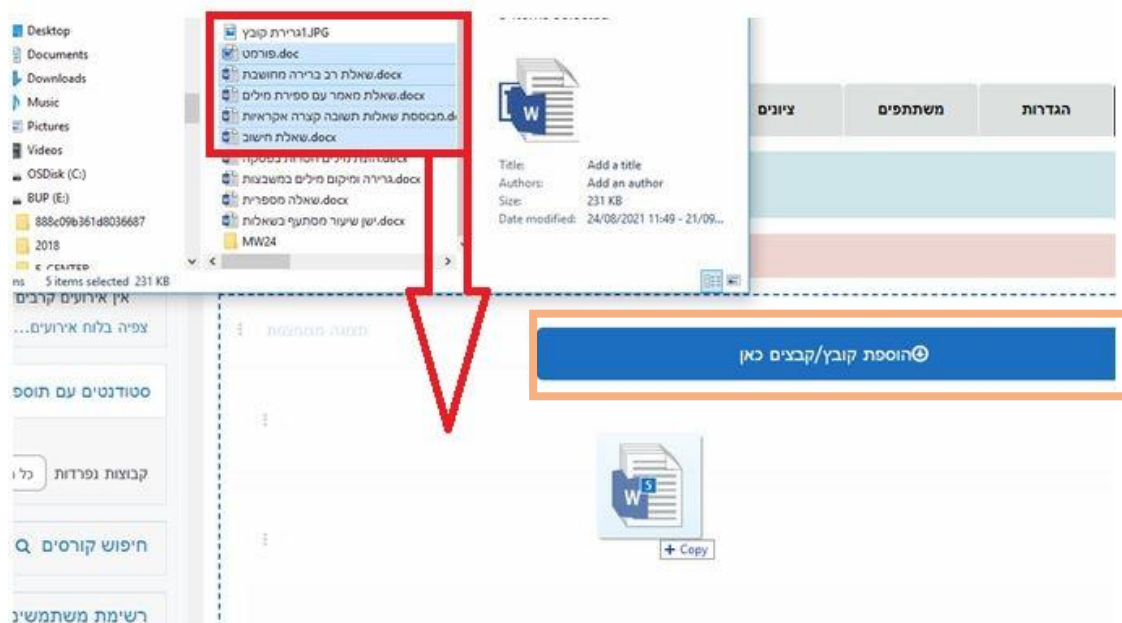 Desktop
Documents
Downloads
Music
Pictures
Videos
OSDisk (C:)
BUP (E:)
888c09b361d8036687
2018
5 items selected 231 KB
גרירת קובץ1.JPG
פורמט.doc
שאלת רב ברירה מחושבת.docx
שאלת מאמר עם ספירת מילים.docx
מבוססת שאלות תשובה קצרה אקראיות.d
שאלת חישוב.docx
גרירה ומיקום מילים במשבצות.docx
שאלה מספרית.docx
ישן שיעור מסתעף בשאלות.docx
MW24
Title: Add a title
Authors: Add an author
Size: 231 KB
Date modified: 24/08/2021 11:49 - 21/09...
הגדרות
משתתפים
ציונים
אין אירועים קרבים
צפיה בלוח אירועים...
הוספת קובץ/קבצים כאן
סטודנטים עם תוספ
קבוצות נפרדות
חיפוש קורסים
רשימת משתמשים
W
W 5
+ Copy